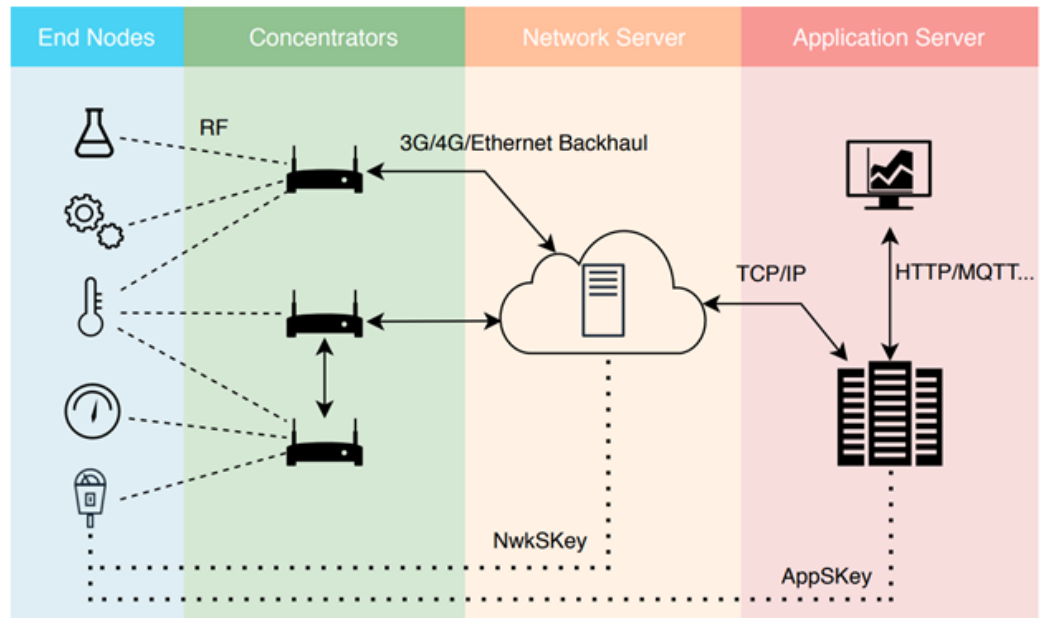 End Nodes
Concentrators
Network Server
Application Server
RF
3G/4G/Ethernet Backhaul
TCP/IP
HTTP/MQTT...
NwkSKey
AppSKey